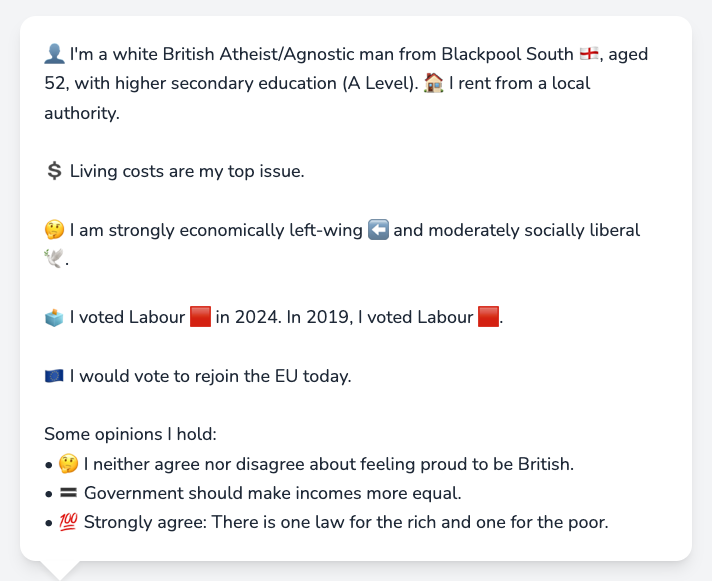 👤 I'm a white British Atheist/Agnostic man from Blackpool South 🏴󠁧󠁢󠁥󠁮󠁧󠁿, aged
52, with higher secondary education (A Level). 🏠 I rent from a local
authority.
💲 Living costs are my top issue.
🤔 I am strongly economically left-wing ⬅️ and moderately socially liberal
🕊️.
🗳️ I voted Labour 🟥 in 2024. In 2019, I voted Labour 🟥.
🇪🇺 I would vote to rejoin the EU today.
Some opinions I hold:
• 🤔 I neither agree nor disagree about feeling proud to be British.
• 🟰 Government should make incomes more equal.
• 💯 Strongly agree: There is one law for the rich and one for the poor.